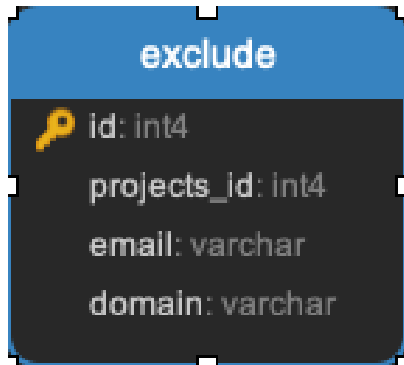 exclude
id: int4
projects_id: int4
email: varchar
domain: varchar